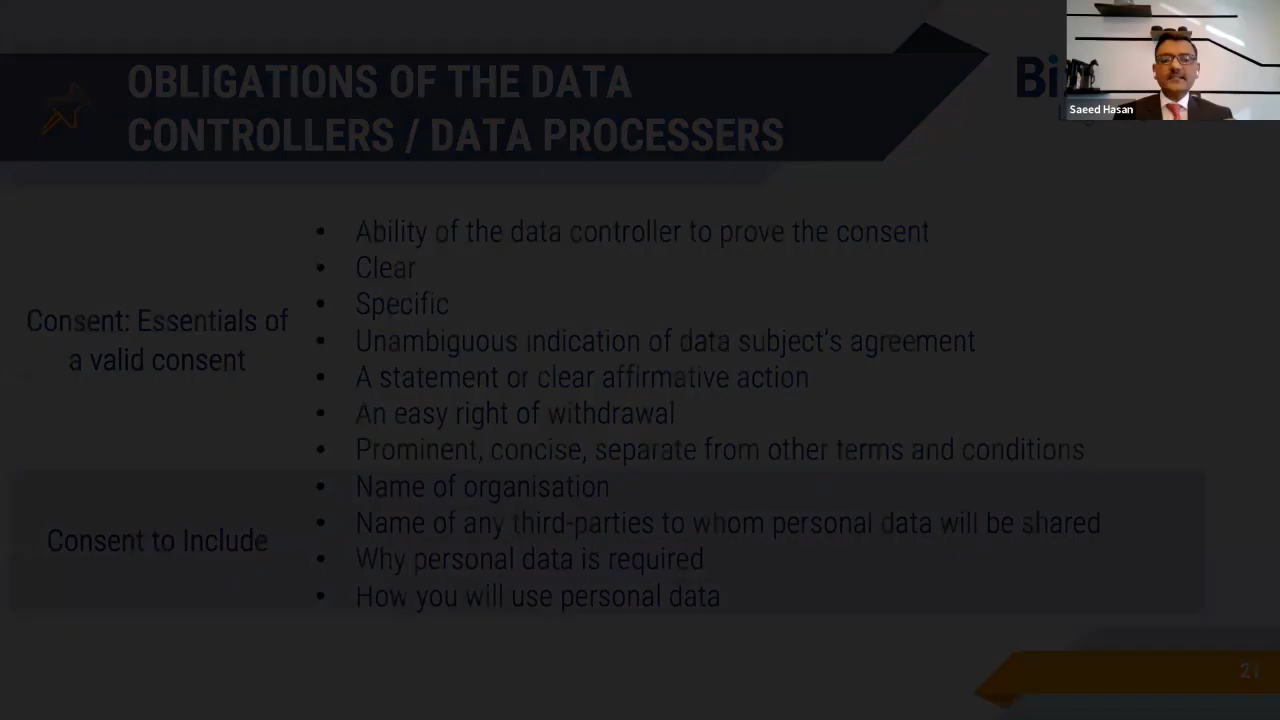 OBLIGATIONS OF THE DATA
CONTROLLERS / DATA PROCESSERS
Saeed Hasan
Consent: Essentials of
a valid consent
• Ability of the data controller to prove the consent
• Clear
• Specific
• Unambiguous indication of data subject's agreement
• A statement or clear affirmative action
• An easy right of withdrawal
• Prominent, concise, separate from other terms and conditions
Consent to Include
• Name of organisation
• Name of any third-parties to whom personal data will be shared
• Why personal data is required
• How you will use personal data
21